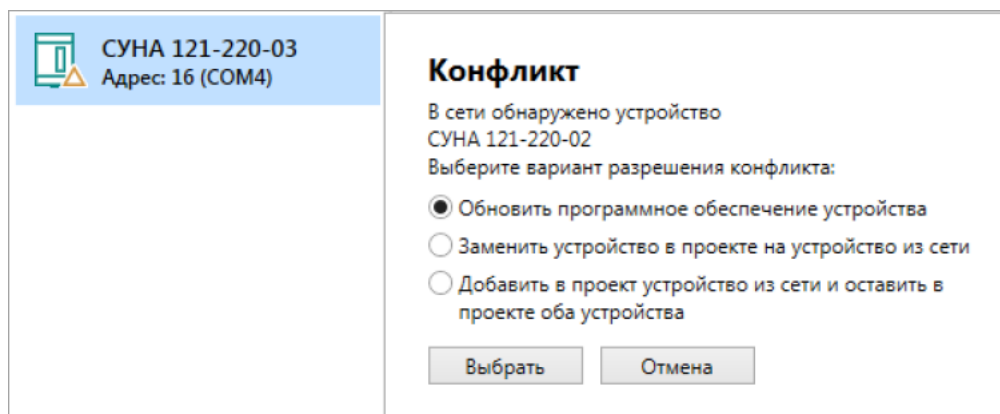 СУНА 121-220-03
Адрес: 16 (COM4)
Конфликт
В сети обнаружено устройство
СУНА 121-220-02
Выберите вариант разрешения конфликта:
Обновить программное обеспечение устройства
Заменить устройство в проекте на устройство из сети
Добавить в проект устройство из сети и оставить в
проекте оба устройства
Выбрать
Отмена